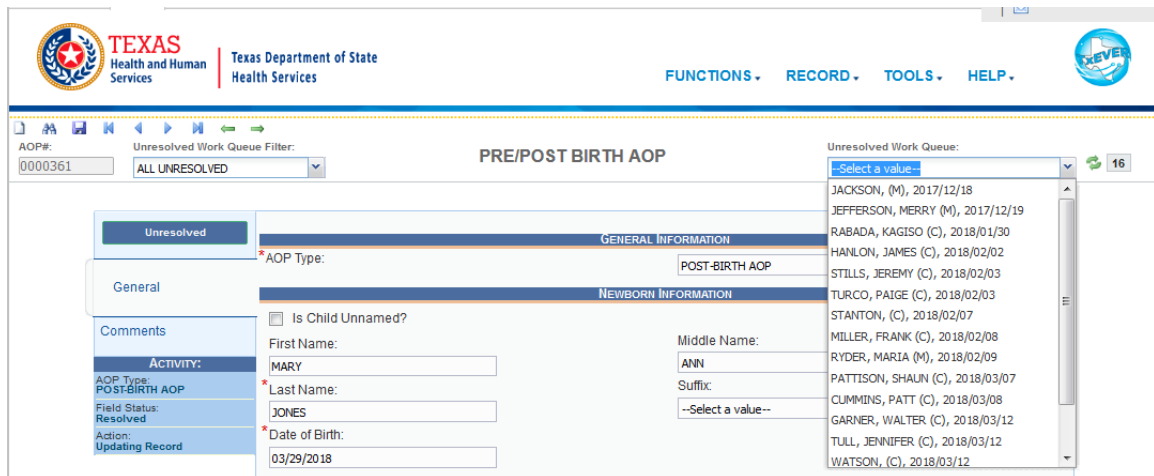 TEXAS
Health and Human
Services
Texas Department of State
Health Services
FUNCTIONS
RECORD
TOOLS
HELP
TxEVER
AOP#:
0000361
Unresolved Work Queue Filter:
ALL UNRESOLVED
PRE/POST BIRTH AOP
Unresolved Work Queue:
--Select a value--
16
JACKSON, (M), 2017/12/18
JEFFERSON, MERRY (M), 2017/12/19
RABADA, KAGISO (C), 2018/01/30
HANLON, JAMES (C), 2018/02/02
STILLS, JEREMY (C), 2018/02/03
TURCO, PAIGE (C), 2018/02/03
STANTON, (C), 2018/02/07
MILLER, FRANK (C), 2018/02/08
RYDER, MARIA (M), 2018/02/09
PATTISON, SHAUN (C), 2018/03/07
CUMMINS, PATT (C), 2018/03/08
GARNER, WALTER (C), 2018/03/12
TULL, JENNIFER (C), 2018/03/12
WATSON, (C), 2018/03/12
Unresolved
General
Comments
ACTIVITY:
AOP Type:
POST-BIRTH AOP
Field Status:
Resolved
Action:
Updating Record
GENERAL INFORMATION
*AOP Type:
POST-BIRTH AOP
NEWBORN INFORMATION
Is Child Unnamed?
First Name:
MARY
Middle Name:
ANN
*Last Name:
JONES
Suffix:
--Select a value--
*Date of Birth:
03/29/2018